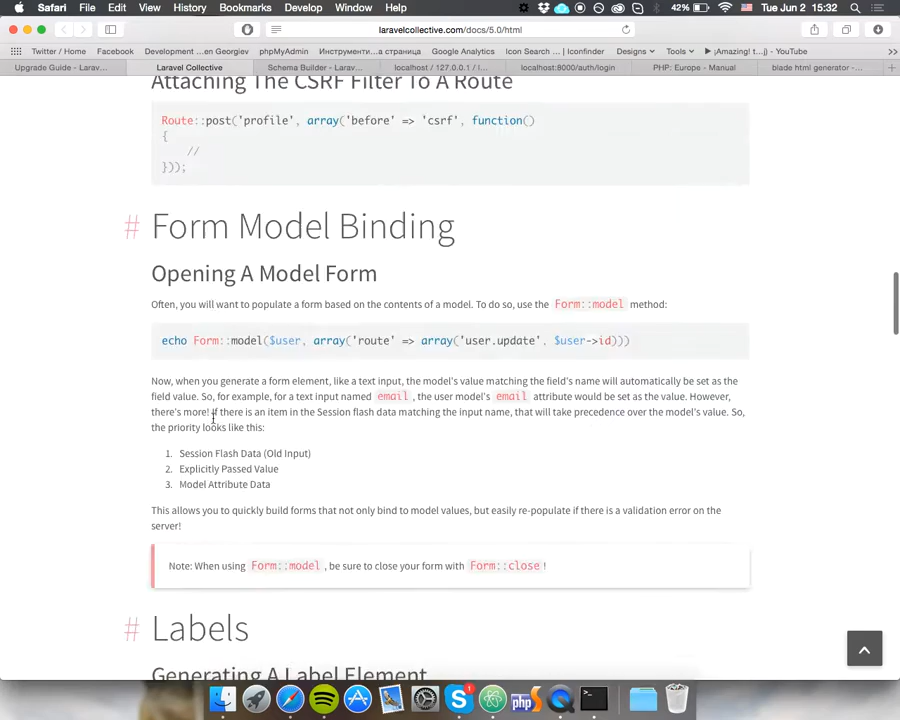 Safari File Edit View History Bookmarks Develop Window Help 42% Tue Jun 2 15:32
laravelcollective.com/docs/5.0/html
Twitter / Home Facebook Development ... en Georgiev phpMyAdmin Инструменти...а страница Google Analytics Icon Search ... | Iconfinder Designs Tools ▶ ¡Amazing! t...j) - YouTube >>
Upgrade Guide - Larav... Laravel Collective Schema Builder - Larav... localhost / 127.0.0.1 / l... localhost:8000/auth/login PHP: Europe - Manual blade html generator -... +
Attaching The CSRF Filter To A Route
Route::post('profile', array('before' => 'csrf', function()
{
//
}));
# Form Model Binding
Opening A Model Form
Often, you will want to populate a form based on the contents of a model. To do so, use the Form::model method:
echo Form::model($user, array('route' => array('user.update', $user->id)))
Now, when you generate a form element, like a text input, the model's value matching the field's name will automatically be set as the
field value. So, for example, for a text input named email , the user model's email attribute would be set as the value. However,
there's more! If there is an item in the Session flash data matching the input name, that will take precedence over the model's value. So,
the priority looks like this:
1. Session Flash Data (Old Input)
2. Explicitly Passed Value
3. Model Attribute Data
This allows you to quickly build forms that not only bind to model values, but easily re-populate if there is a validation error on the
server!
Note: When using Form::model , be sure to close your form with Form::close !
# Labels
Generating A Label Element
1
php